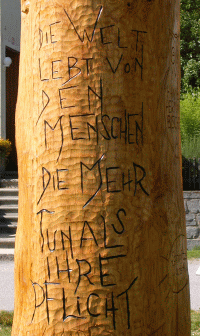 DIE WELT
LEBT VON
DEN
MENSCHEN
DIE MEHR
TUN ALS
IHRE
PFLICHT